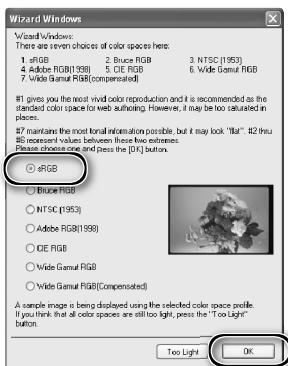 Wizard Windows
Wizard Windows:
There are seven choices of color spaces here:
1. sRGB 2. Bruce RGB 3. NTSC (1953)
4. Adobe RGB(1998) 5. CIE RGB 6. Wide Gamut RGB
7. Wide Gamut RGB(compensated)
#1 gives you the most vivid color reproduction and it is recommended as the
standard color space for web authoring. However, it may be too saturated in
places.
#7 maintains the most tonal information possible, but it may look "flat". #2 thru
#6 represent values between these two extremes.
Please choose one and press the [OK] button.
sRGB
Bruce RGB
NTSC (1953)
Adobe RGB(1998)
CIE RGB
Wide Gamut RGB
Wide Gamut RGB(Compensated)
A sample image is being displayed using the selected color space profile.
If you think that all color spaces are still too light, press the "Too Light"
button.
Too Light OK